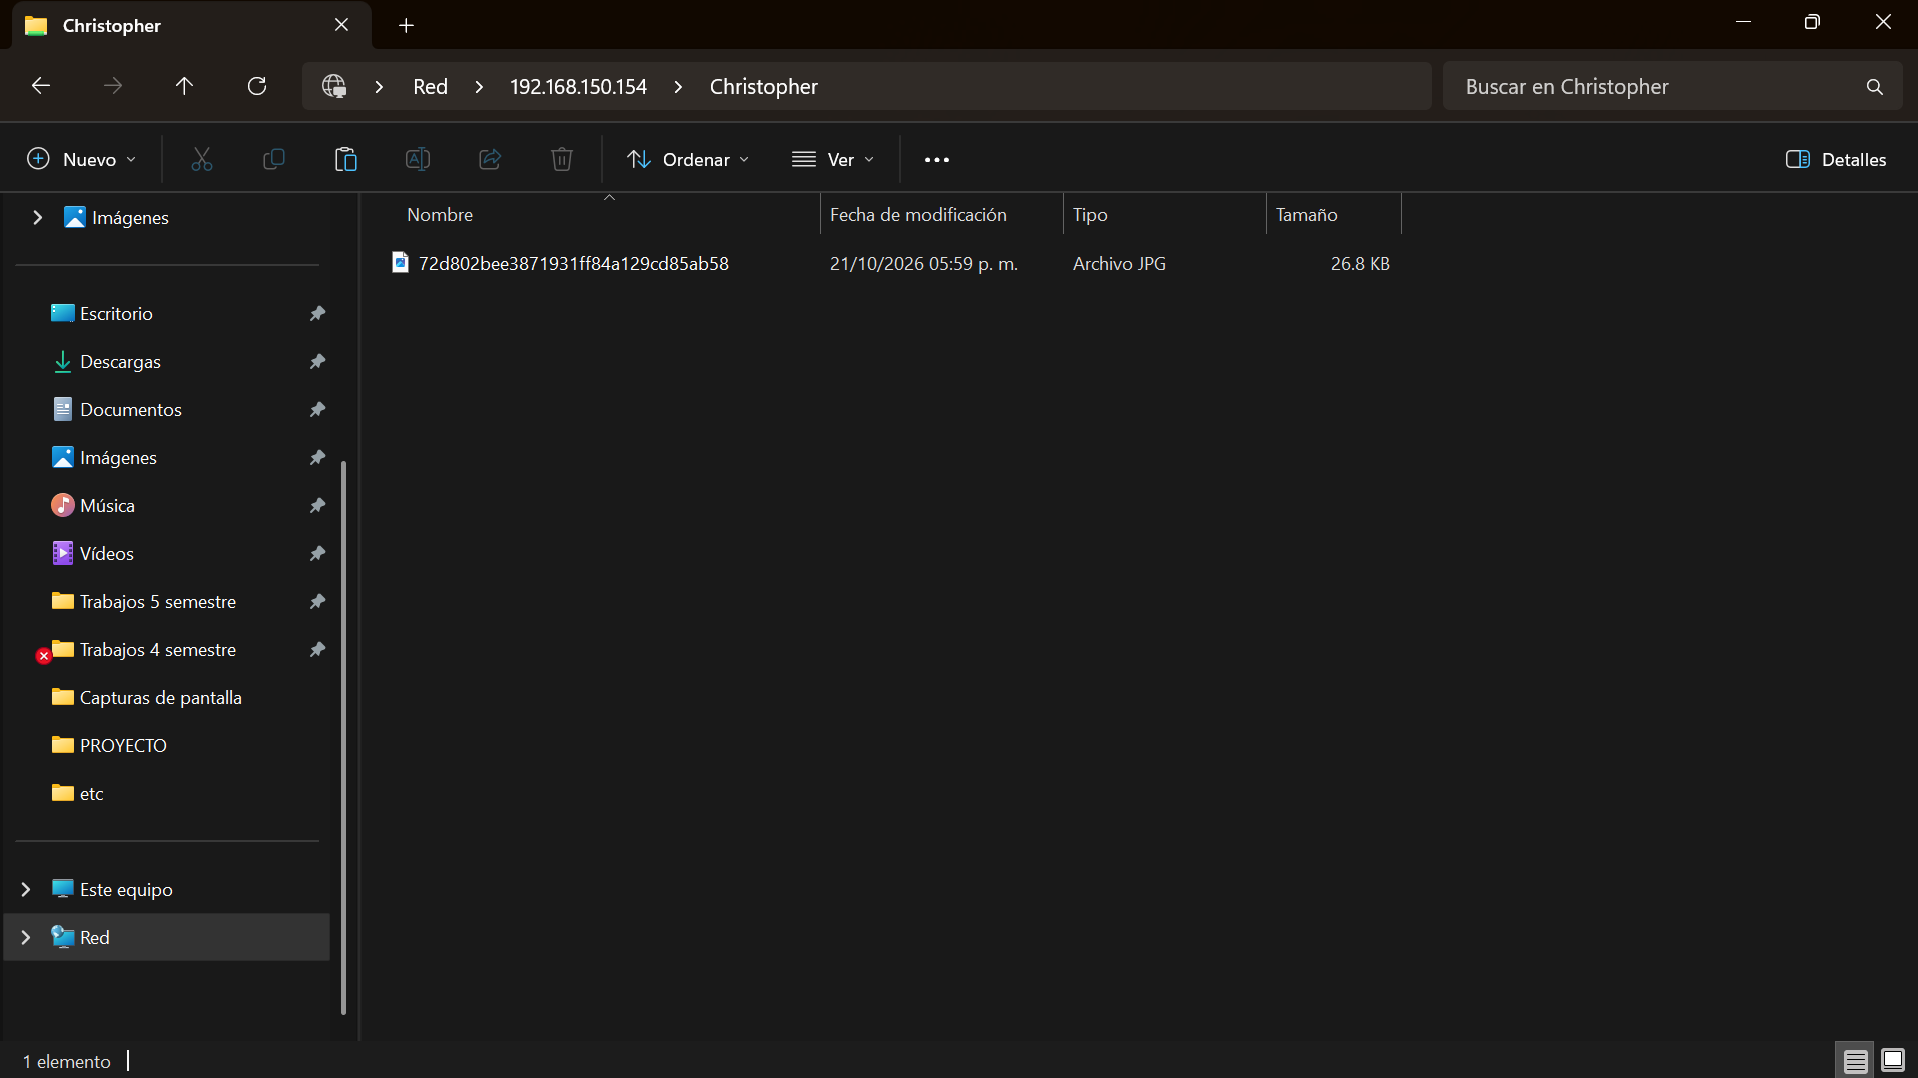 Christopher
Red > 192.168.150.154 > Christopher
Buscar en Christopher
Nuevo
Ordenar
Ver
Detalles
Imágenes
Escritorio
Descargas
Documentos
Imágenes
Música
Vídeos
Trabajos 5 semestre
Trabajos 4 semestre
Capturas de pantalla
PROYECTO
etc
Este equipo
Red
Nombre Fecha de modificación Tipo Tamaño
72d802bee3871931ff84a129cd85ab58 21/10/2026 05:59 p. m. Archivo JPG 26.8 KB
1 elemento